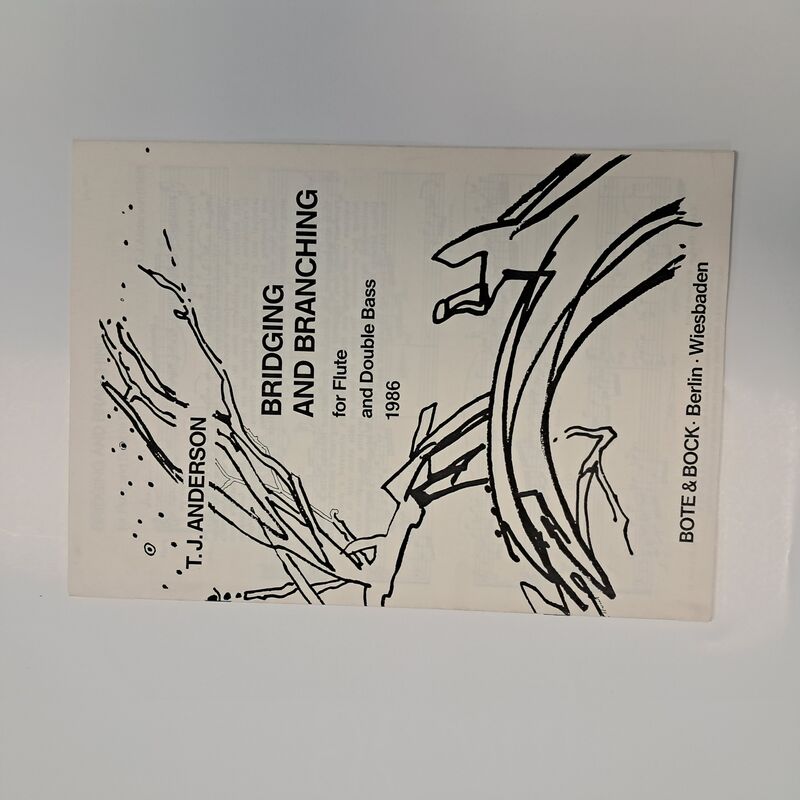 T. J. ANDERSON
BRIDGING
AND BRANCHING
for Flute
and Double Bass
1986
BOTE & BOCK · Berlin · Wiesbaden